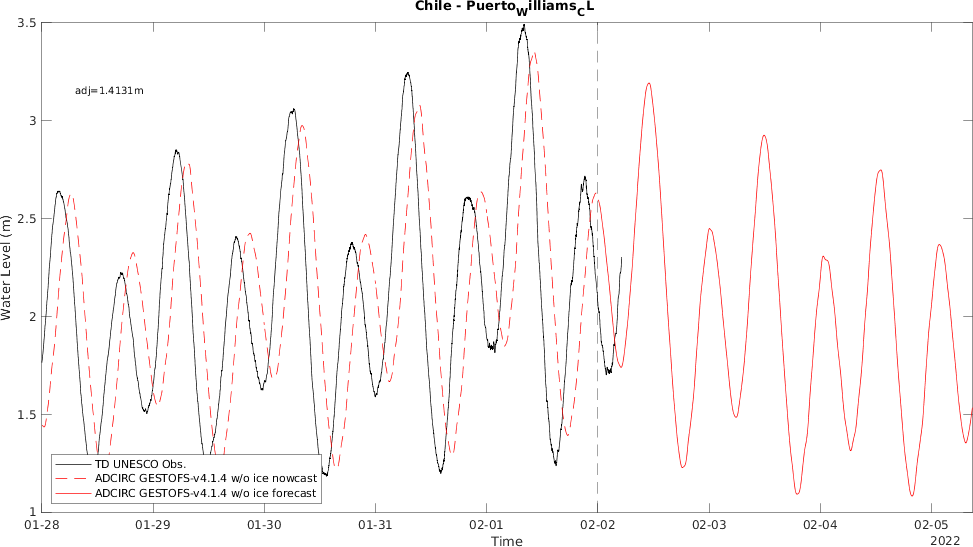 Chile - PuertoWilliamsCL
adj=1.4131m
Water Level (m)
3.5
3
2.5
2
1.5
1
TD UNESCO Obs.
ADCIRC GESTOFS-v4.1.4 w/o ice nowcast
ADCIRC GESTOFS-v4.1.4 w/o ice forecast
01-28 01-29 01-30 01-31 02-01 02-02 02-03 02-04 02-05
Time
2022